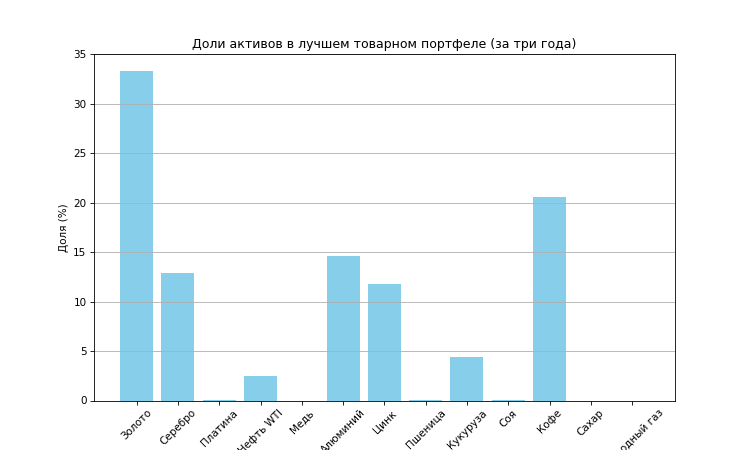 Доли активов в лучшем товарном портфеле (за три года)
Доля (%)
35
30
25
20
15
10
5
0
Золото
Серебро
Платина
Нефть WTI
Медь
Алюминий
Цинк
Пшеница
Кукуруза
Соя
Кофе
Сахар
газ